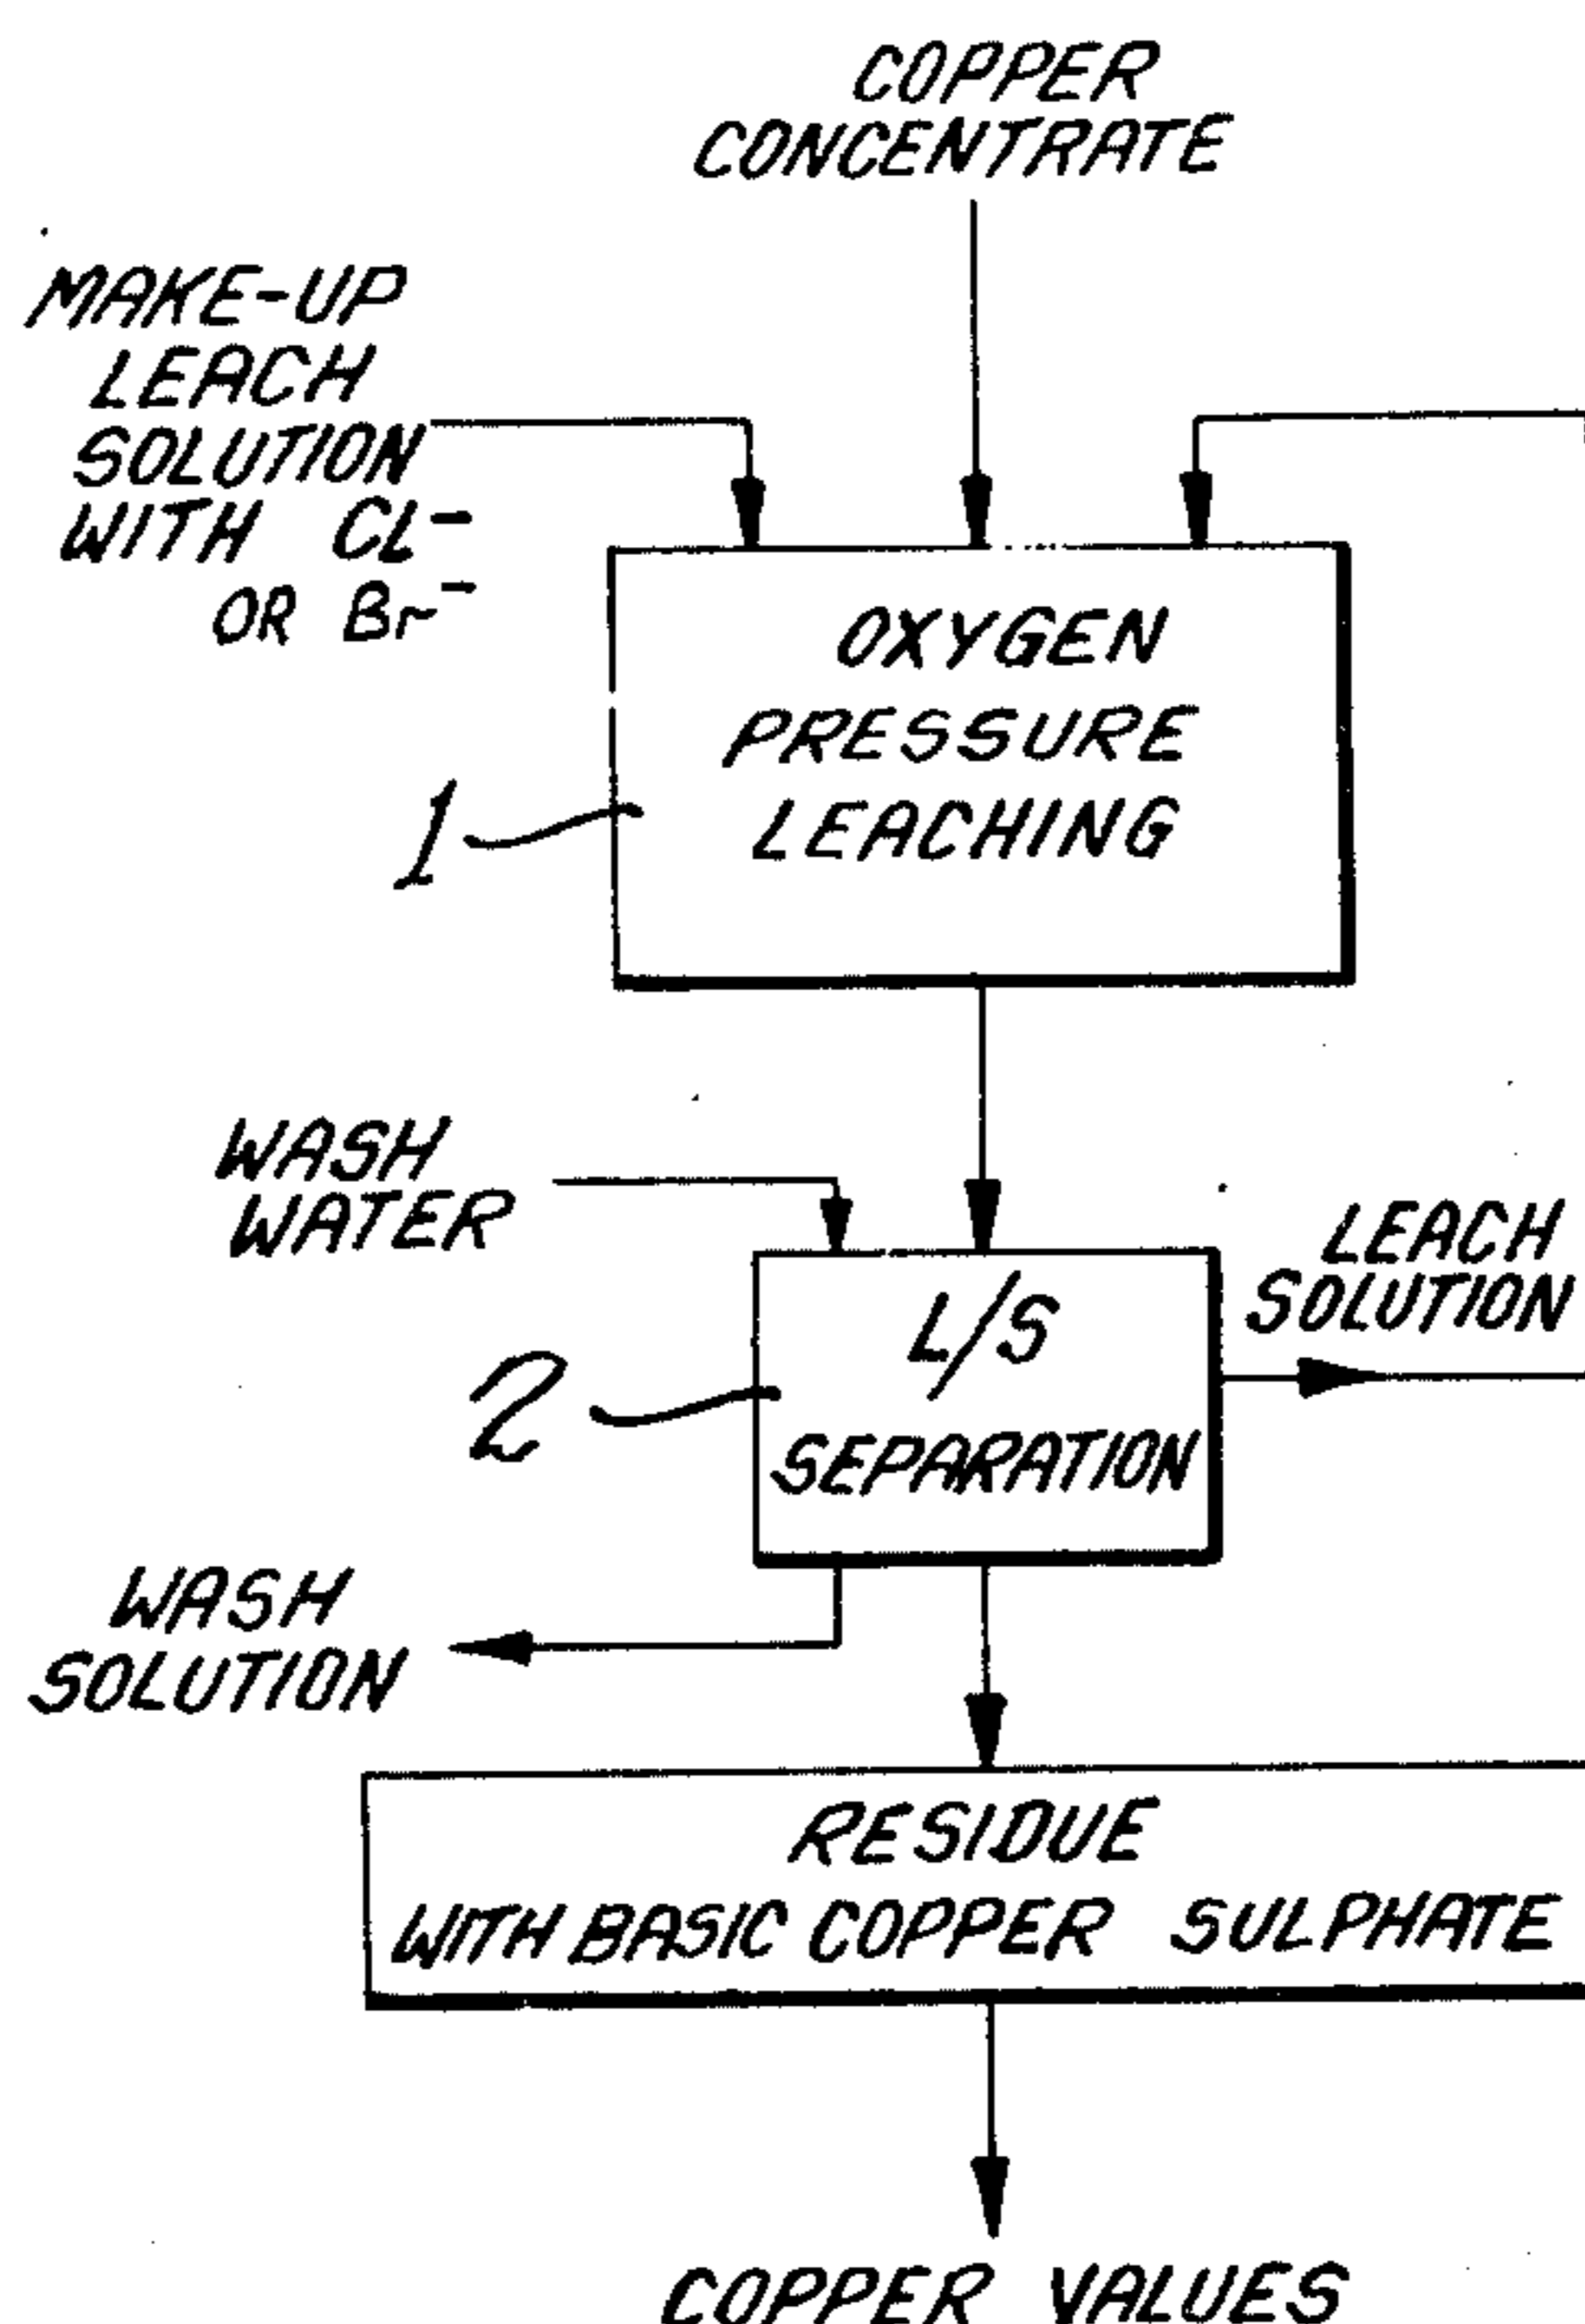 COPPER
CONCENTRATE
MAKE-UP
LEACH
SOLUTION
WITH CL-
OR Br-
OXYGEN
PRESSURE
LEACHING
1
WASH
WATER
LEACH
SOLUTION
L/S
SEPARATION
2
WASH
SOLUTION
RESIDUE
WITH BASIC COPPER SULPHATE
COPPER VALUES